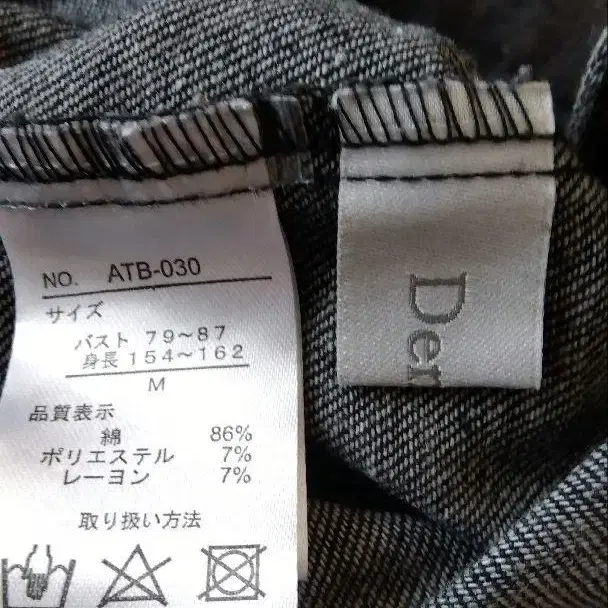 NO. ATB-030
サイズ
バスト 79～87
身長 154～162
M
品質表示
綿 86%
ポリエステル 7%
レーヨン 7%
取り扱い方法
Der